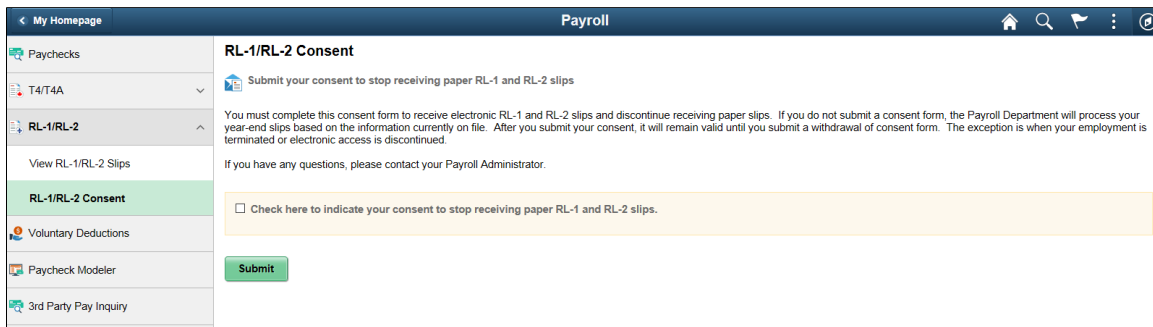 My Homepage
Payroll
Paychecks
T4/T4A
RL-1/RL-2
View RL-1/RL-2 Slips
RL-1/RL-2 Consent
Voluntary Deductions
Paycheck Modeler
3rd Party Pay Inquiry
RL-1/RL-2 Consent
Submit your consent to stop receiving paper RL-1 and RL-2 slips
You must complete this consent form to receive electronic RL-1 and RL-2 slips and discontinue receiving paper slips. If you do not submit a consent form, the Payroll Department will process your
year-end slips based on the information currently on file. After you submit your consent, it will remain valid until you submit a withdrawal of consent form. The exception is when your employment is
terminated or electronic access is discontinued.
If you have any questions, please contact your Payroll Administrator.
Check here to indicate your consent to stop receiving paper RL-1 and RL-2 slips.
Submit